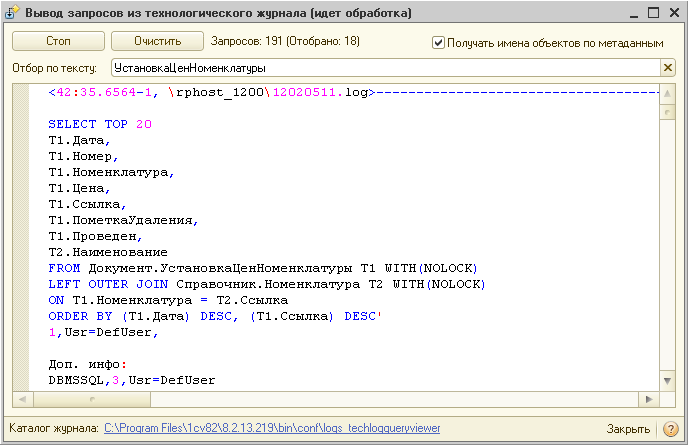 Вывод запросов из технологического журнала (идет обработка)
Стоп
Очистить
Запросов: 191 (Отобрано: 18)
Получать имена объектов по метаданным
Отбор по тексту:
УстановкаЦенНоменклатуры
<42:35.6564-1, \rphost_1200\12020511.log>------------------------------------
SELECT TOP 20
T1.Дата,
T1.Номер,
T1.Номенклатура,
T1.Цена,
T1.Ссылка,
T1.ПометкаУдаления,
T1.Проведен,
T2.Наименование
FROM Документ.УстановкаЦенНоменклатуры T1 WITH(NOLOCK)
LEFT OUTER JOIN Справочник.Номенклатура T2 WITH(NOLOCK)
ON T1.Номенклатура = T2.Ссылка
ORDER BY (T1.Дата) DESC, (T1.Ссылка) DESC'
1,Usr=DefUser,
Доп. инфо:
DBMSSQL,3,Usr=DefUser
Каталог журнала: C:\Program Files\1cv82\8.2.13.219\bin\conf\logs_techlogqueryviewer
Закрыть
?